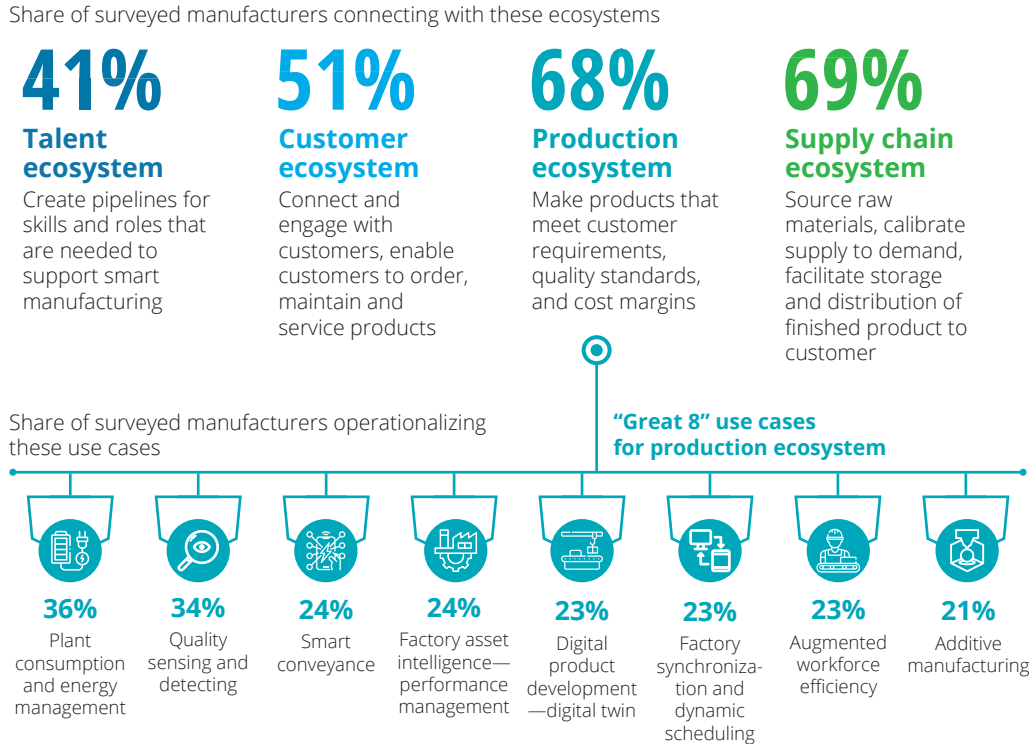 Share of surveyed manufacturers connecting with these ecosystems
41%
Talent
ecosystem
Create pipelines for
skills and roles that
are needed to
support smart
manufacturing
51%
Customer
ecosystem
Connect and
engage with
customers, enable
customers to order,
maintain and
service products
68%
Production
ecosystem
Make products that
meet customer
requirements,
quality standards,
and cost margins
69%
Supply chain
ecosystem
Source raw
materials, calibrate
supply to demand,
facilitate storage
and distribution of
finished product to
customer
Share of surveyed manufacturers operationalizing
these use cases
“Great 8” use cases
for production ecosystem
36%
Plant
consumption
and energy
management
34%
Quality
sensing and
detecting
24%
Smart
conveyance
24%
Factory asset
intelligence—
performance
management
23%
Digital
product
development
—digital twin
23%
Factory
synchroniza-
tion and
dynamic
scheduling
23%
Augmented
workforce
efficiency
21%
Additive
manufacturing